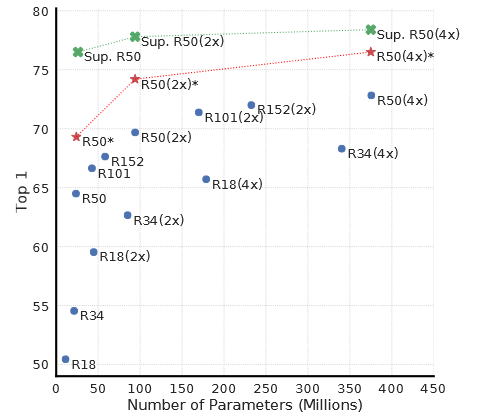 80
Sup. R50(4x)
Sup. R50(2x)
Sup. R50
R50(4x)*
75
R50(2x)*
R50(4x)
R152(2x)
R101(2x)
70
R50(2x)
R50*
R34(4x)
R152
R101
R18(4x)
65
R50
R34(2x)
60
R18(2x)
55
R34
50
R18
Top 1
0 50 100 150 200 250 300 350 400 450
Number of Parameters (Millions)